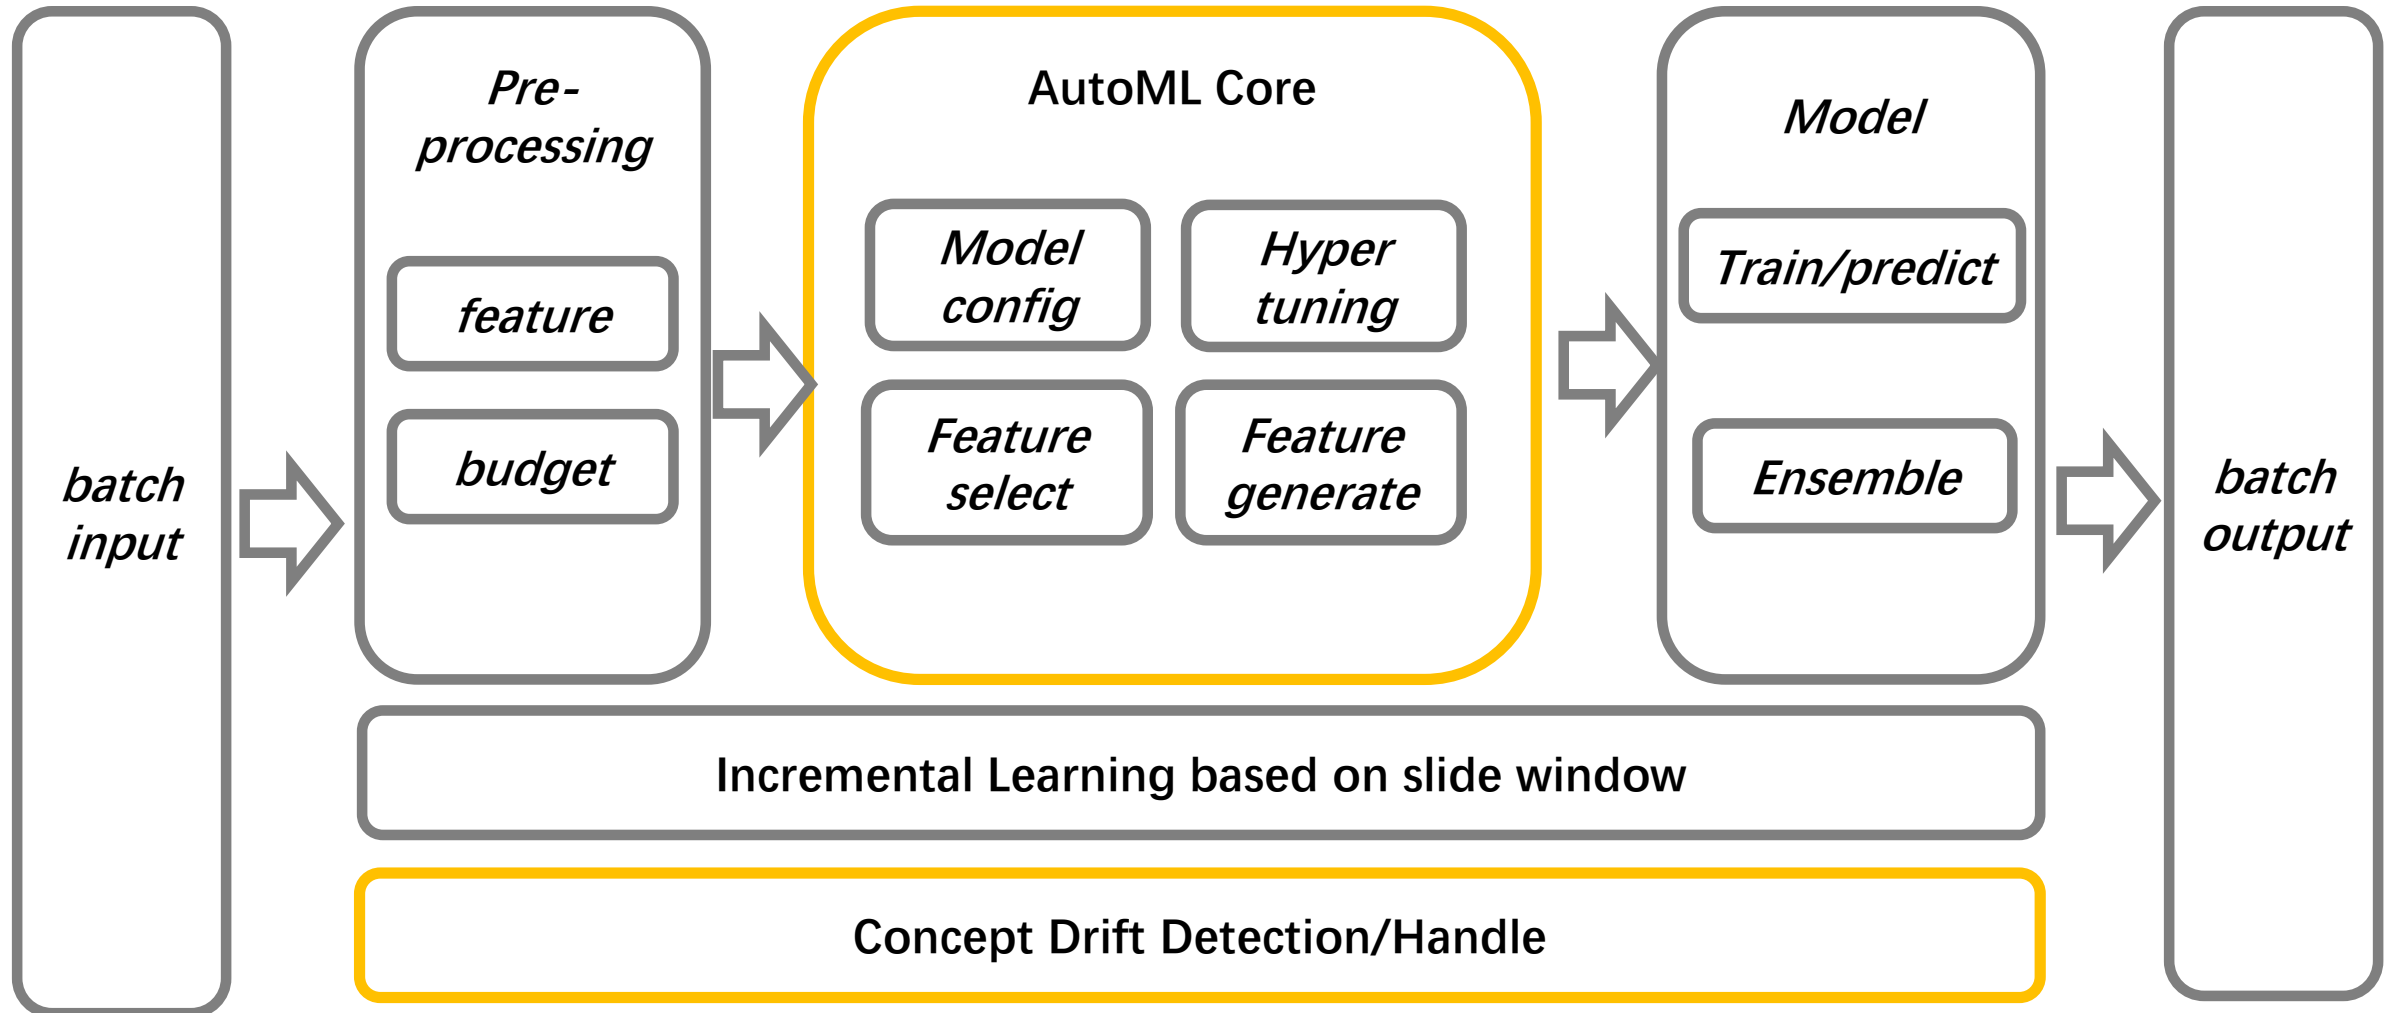 batch
input
Pre-
processing
feature
budget
AutoML Core
Model
config
Hyper
tuning
Feature
select
Feature
generate
Model
Train/predict
Ensemble
batch
output
Incremental Learning based on slide window
Concept Drift Detection/Handle